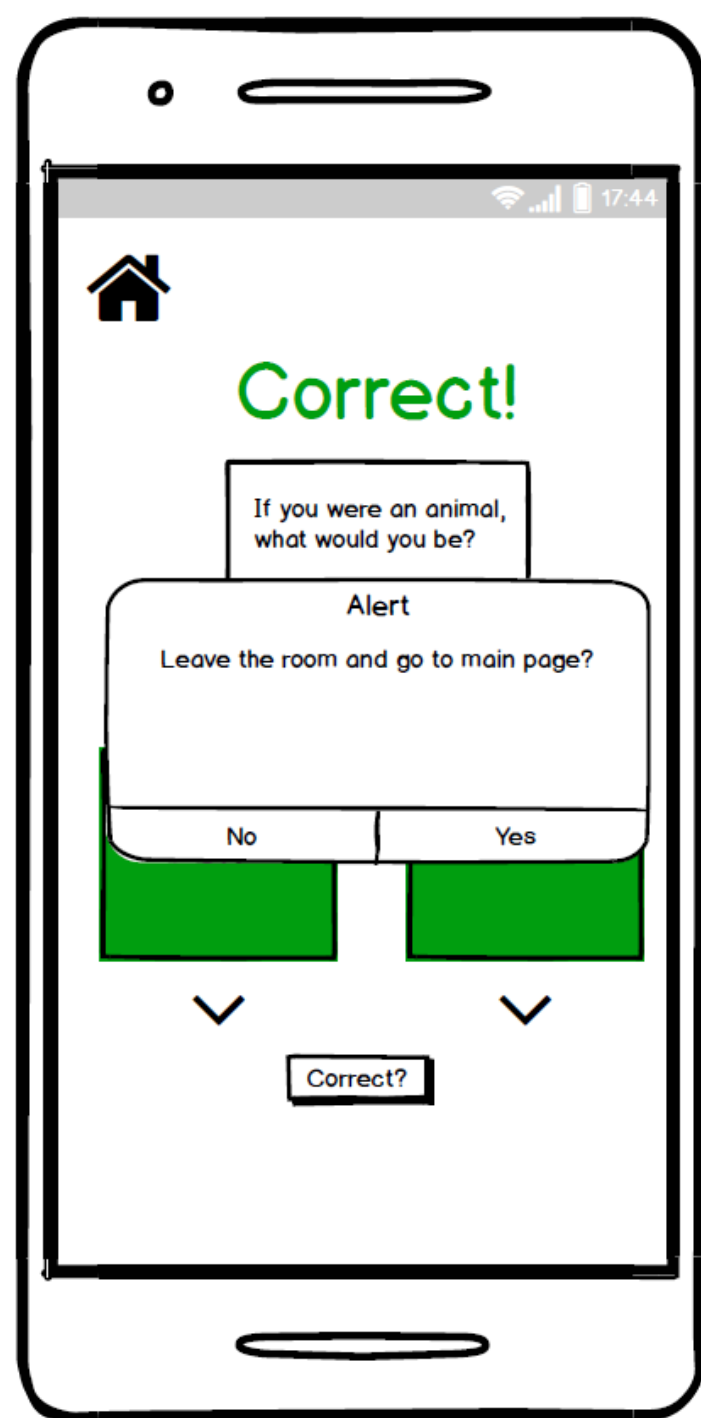 17:44
Correct!
If you were an animal,
what would you be?
Alert
Leave the room and go to main page?
No Yes
Correct?